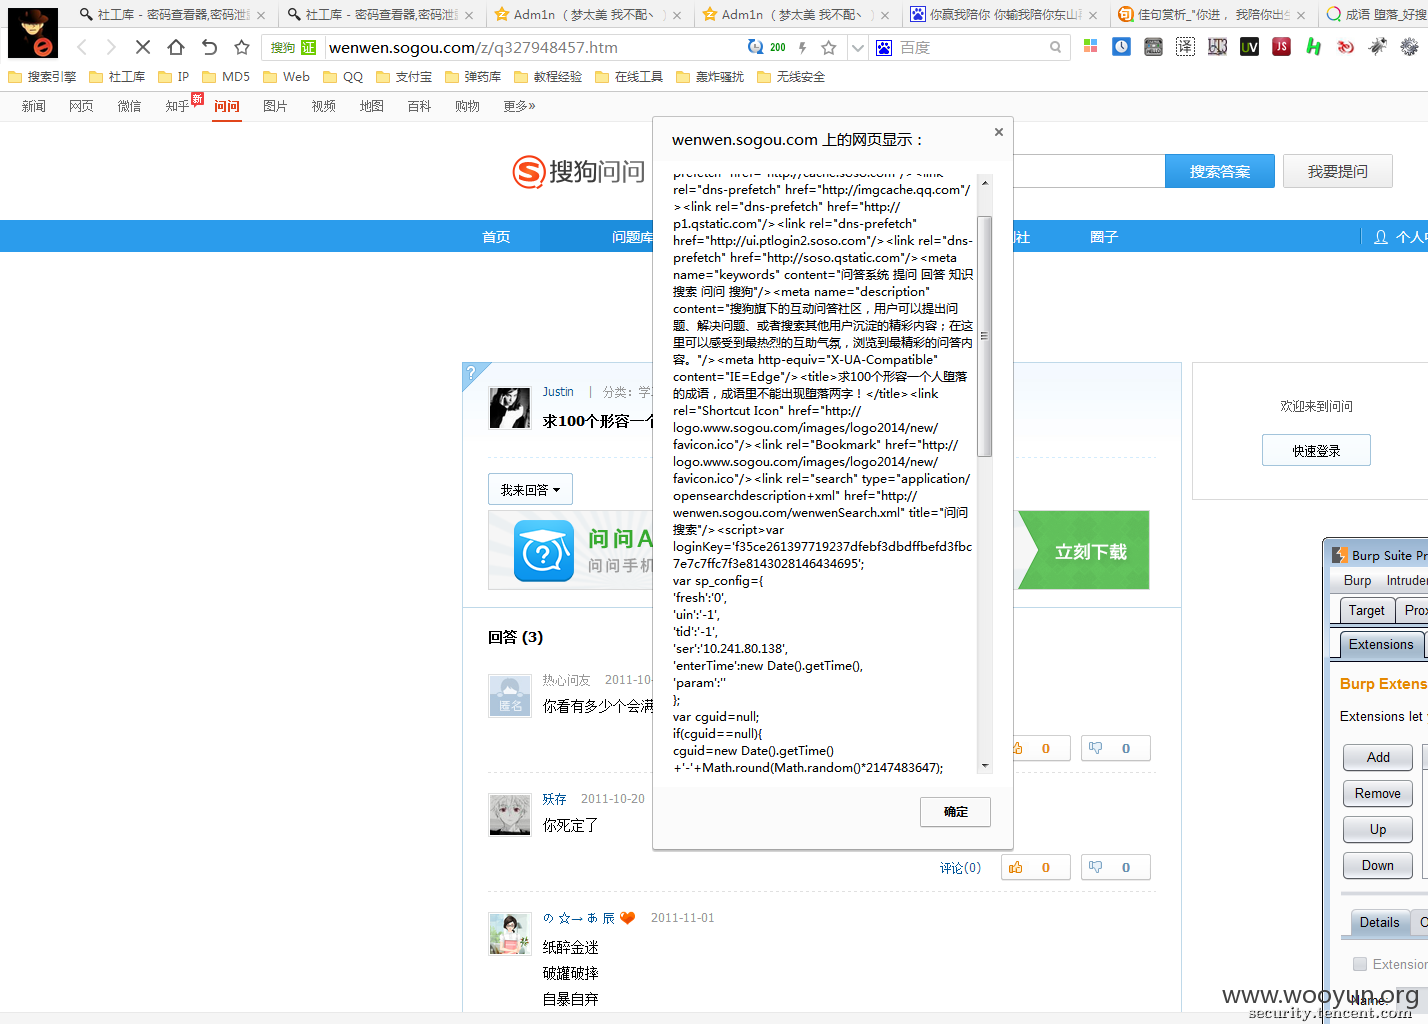 社工库 - 密码查看器,密码泄
社工库 - 密码查看器,密码泄
Adm1n （ 梦太美 我不配丶
Adm1n （ 梦太美 我不配丶
你赢我陪你 你输我陪你东山
佳句赏析_"你进， 我陪你出
成语 堕落_好搜
搜狗 证 wenwen.sogou.com/z/q327948457.htm
200
百度
搜索引擎 社工库 IP MD5 Web QQ 支付宝 弹药库 教程经验 在线工具 轰炸骚扰 无线安全
新闻 网页 微信 知乎 新 问问 图片 视频 地图 百科 购物 更多»
搜狗问问
搜索答案 我要提问
首页 问题库 圈子 个人
Justin | 分类：学
求100个形容一个
我来回答
问问A
问问手机
立刻下载
回答 (3)
匿名
热心问友 2011-10-
你看有多少个会满
0 0
殀存 2011-10-20
你死定了
评论(0) 0 0
の ☆→ あ 辰 2011-11-01
纸醉金迷
破罐破摔
自暴自弃
欢迎来到问问
快速登录
wenwen.sogou.com 上的网页显示：
prefetch" href="http://cache.soso.com"/><link
rel="dns-prefetch" href="http://imgcache.qq.com"/
><link rel="dns-prefetch" href="http://
p1.qstatic.com"/><link rel="dns-prefetch"
href="http://ui.ptlogin2.soso.com"/><link rel="dns-
prefetch" href="http://soso.qstatic.com"/><meta
name="keywords" content="问答系统 提问 回答 知识
搜索 问问 搜狗"/><meta name="description"
content="搜狗旗下的互动问答社区，用户可以提出问
题、解决问题、或者搜索其他用户沉淀的精彩内容；在这
里可以感受到最热烈的互助气氛，浏览到最精彩的问答内
容。"/><meta http-equiv="X-UA-Compatible"
content="IE=Edge"/><title>求100个形容一个人堕落
的成语，成语里不能出现堕落两字！</title><link
rel="Shortcut Icon" href="http://
logo.www.sogou.com/images/logo2014/new/
favicon.ico"/><link rel="Bookmark" href="http://
logo.www.sogou.com/images/logo2014/new/
favicon.ico"/><link rel="search" type="application/
opensearchdescription+xml" href="http://
wenwen.sogou.com/wenwenSearch.xml" title="问问
搜索"/><script>var
loginKey='f35ce261397719237dfebf3dbdffbefd3fbc
7e7c7ffc7f3e8143028146434695';
var sp_config={
'fresh':'0',
'uin':'-1',
'tid':'-1',
'ser':'10.241.80.138',
'enterTime':new Date().getTime(),
'param':''
};
var cguid=null;
if(cguid==null){
cguid=new Date().getTime()
+'-'+Math.round(Math.random()*2147483647);
确定
Burp Suite Pr
Burp Intruder
Target Prox
Extensions
Burp Extens
Extensions let
Add
Remove
Up
Down
Details
Extension
Name:
www.wooyun.org
security.tencent.com